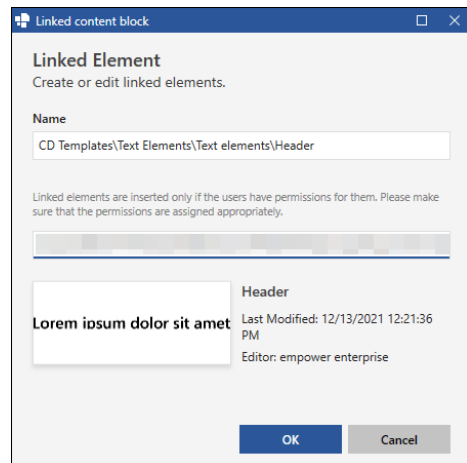 Linked content block
Linked Element
Create or edit linked elements.
Name
CD Templates\Text Elements\Text elements\Header
Linked elements are inserted only if the users have permissions for them. Please make
sure that the permissions are assigned appropriately.
Header
Lorem ipsum dolor sit amet
Last Modified: 12/13/2021 12:21:36
PM
Editor: empower enterprise
OK
Cancel